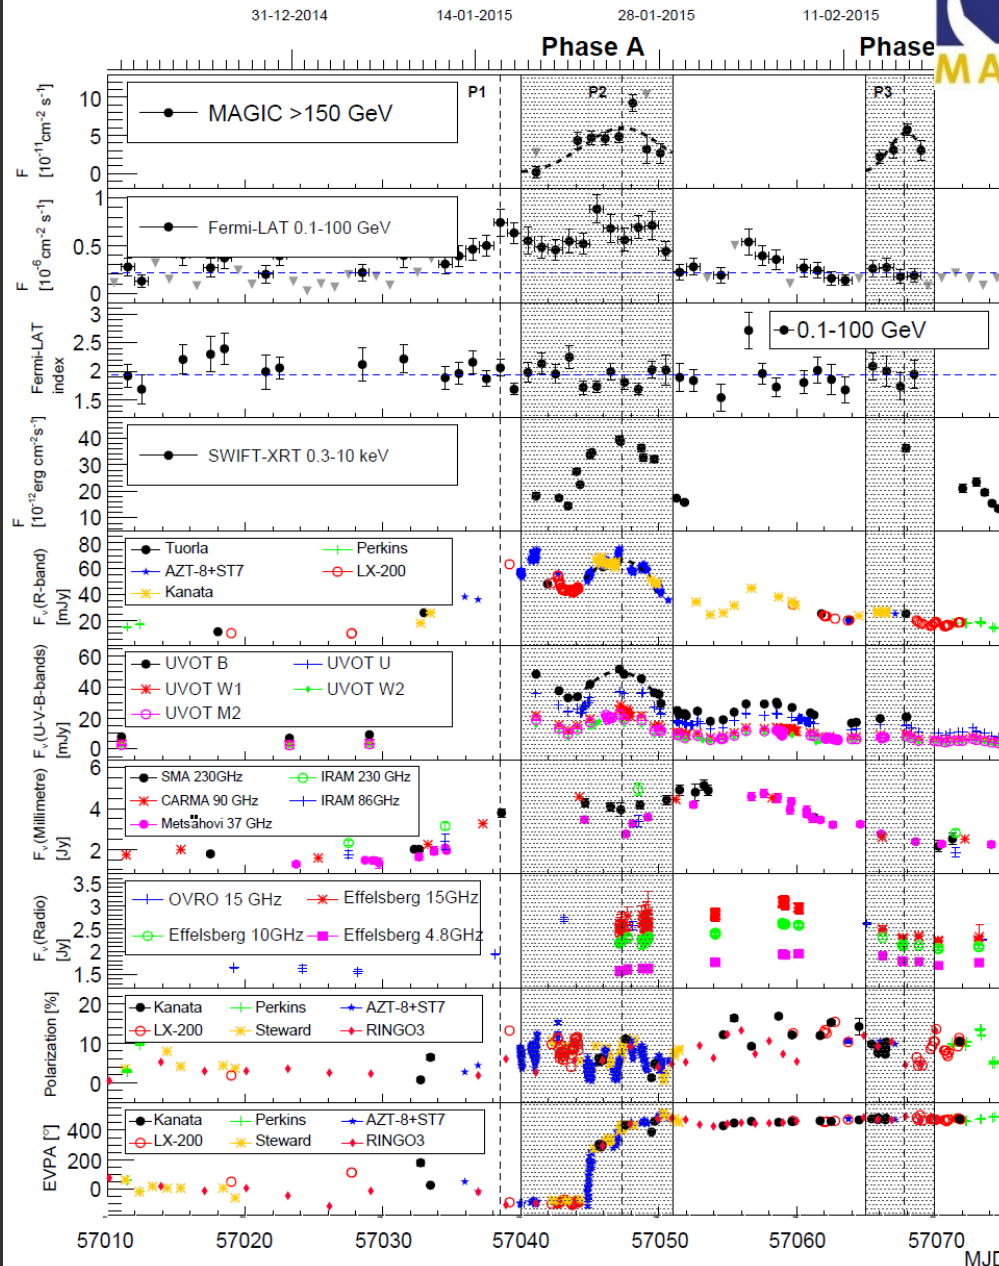 31-12-2014 14-01-2015 28-01-2015 11-02-2015
Phase A Phase
MA
P1 P2 P3
F
[10⁻¹¹cm⁻² s⁻¹]
10
5
0
MAGIC >150 GeV
F
[10⁻⁶cm⁻² s⁻¹]
1
0.5
0
Fermi-LAT 0.1-100 GeV
Fermi-LAT
index
3
2.5
2
1.5
0.1-100 GeV
F
[10⁻¹²erg cm⁻²s⁻¹]
40
30
20
10
SWIFT-XRT 0.3-10 keV
Fᵥ(R-band)
[mJy]
80
60
40
20
Tuorla Perkins
AZT-8+ST7 LX-200
Kanata
Fᵥ(U-V-B-bands)
[mJy]
60
40
20
0
UVOT B UVOT U
UVOT W1 UVOT W2
UVOT M2
Fᵥ(Millimetre)
[Jy]
6
4
2
SMA 230GHz IRAM 230 GHz
CARMA 90 GHz IRAM 86GHz
Metsähovi 37 GHz
Fᵥ(Radio)
[Jy]
3.5
3
2.5
2
1.5
OVRO 15 GHz Effelsberg 15GHz
Effelsberg 10GHz Effelsberg 4.8GHz
Polarization [%]
20
10
0
Kanata Perkins AZT-8+ST7
LX-200 Steward RINGO3
EVPA [°]
400
200
0
Kanata Perkins AZT-8+ST7
LX-200 Steward RINGO3
57010 57020 57030 57040 57050 57060 57070
MJD